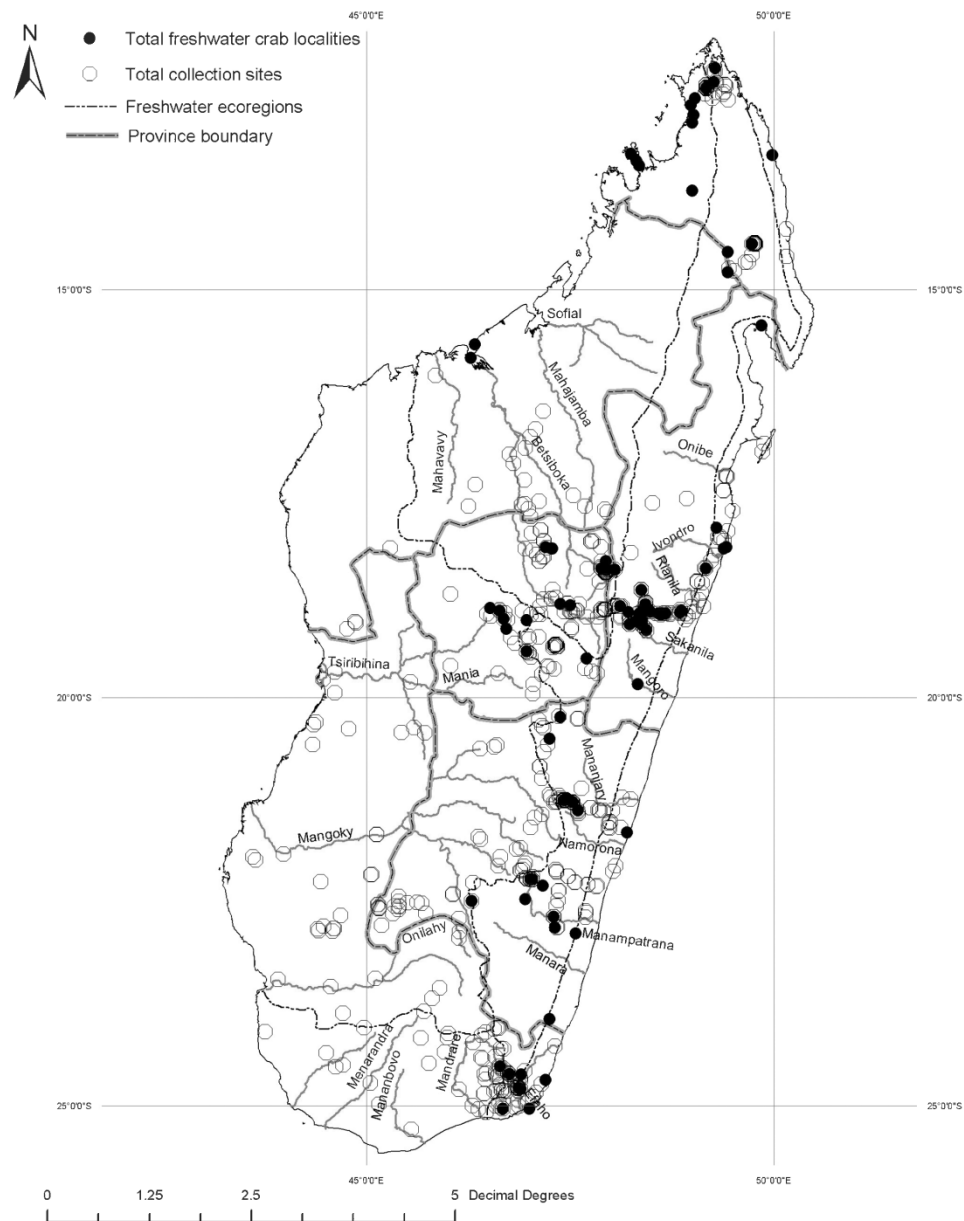 45°0'0"E
50°0'0"E
N
Total freshwater crab localities
Total collection sites
Freshwater ecoregions
Province boundary
15°0'0"S
15°0'0"S
Sofial
Mahajamba
Mahavavy
Betsiboka
Onibe
Ivondro
Rianila
Sakanila
Tsiribihina
Mania
Mangoro
20°0'0"S
20°0'0"S
Mananjary
Mangoky
Namorona
Onilahy
Manampatrana
Manara
Menarandra
Mananbovo
Mandrare
25°0'0"S
25°0'0"S
45°0'0"E
50°0'0"E
0
1.25
2.5
5 Decimal Degrees